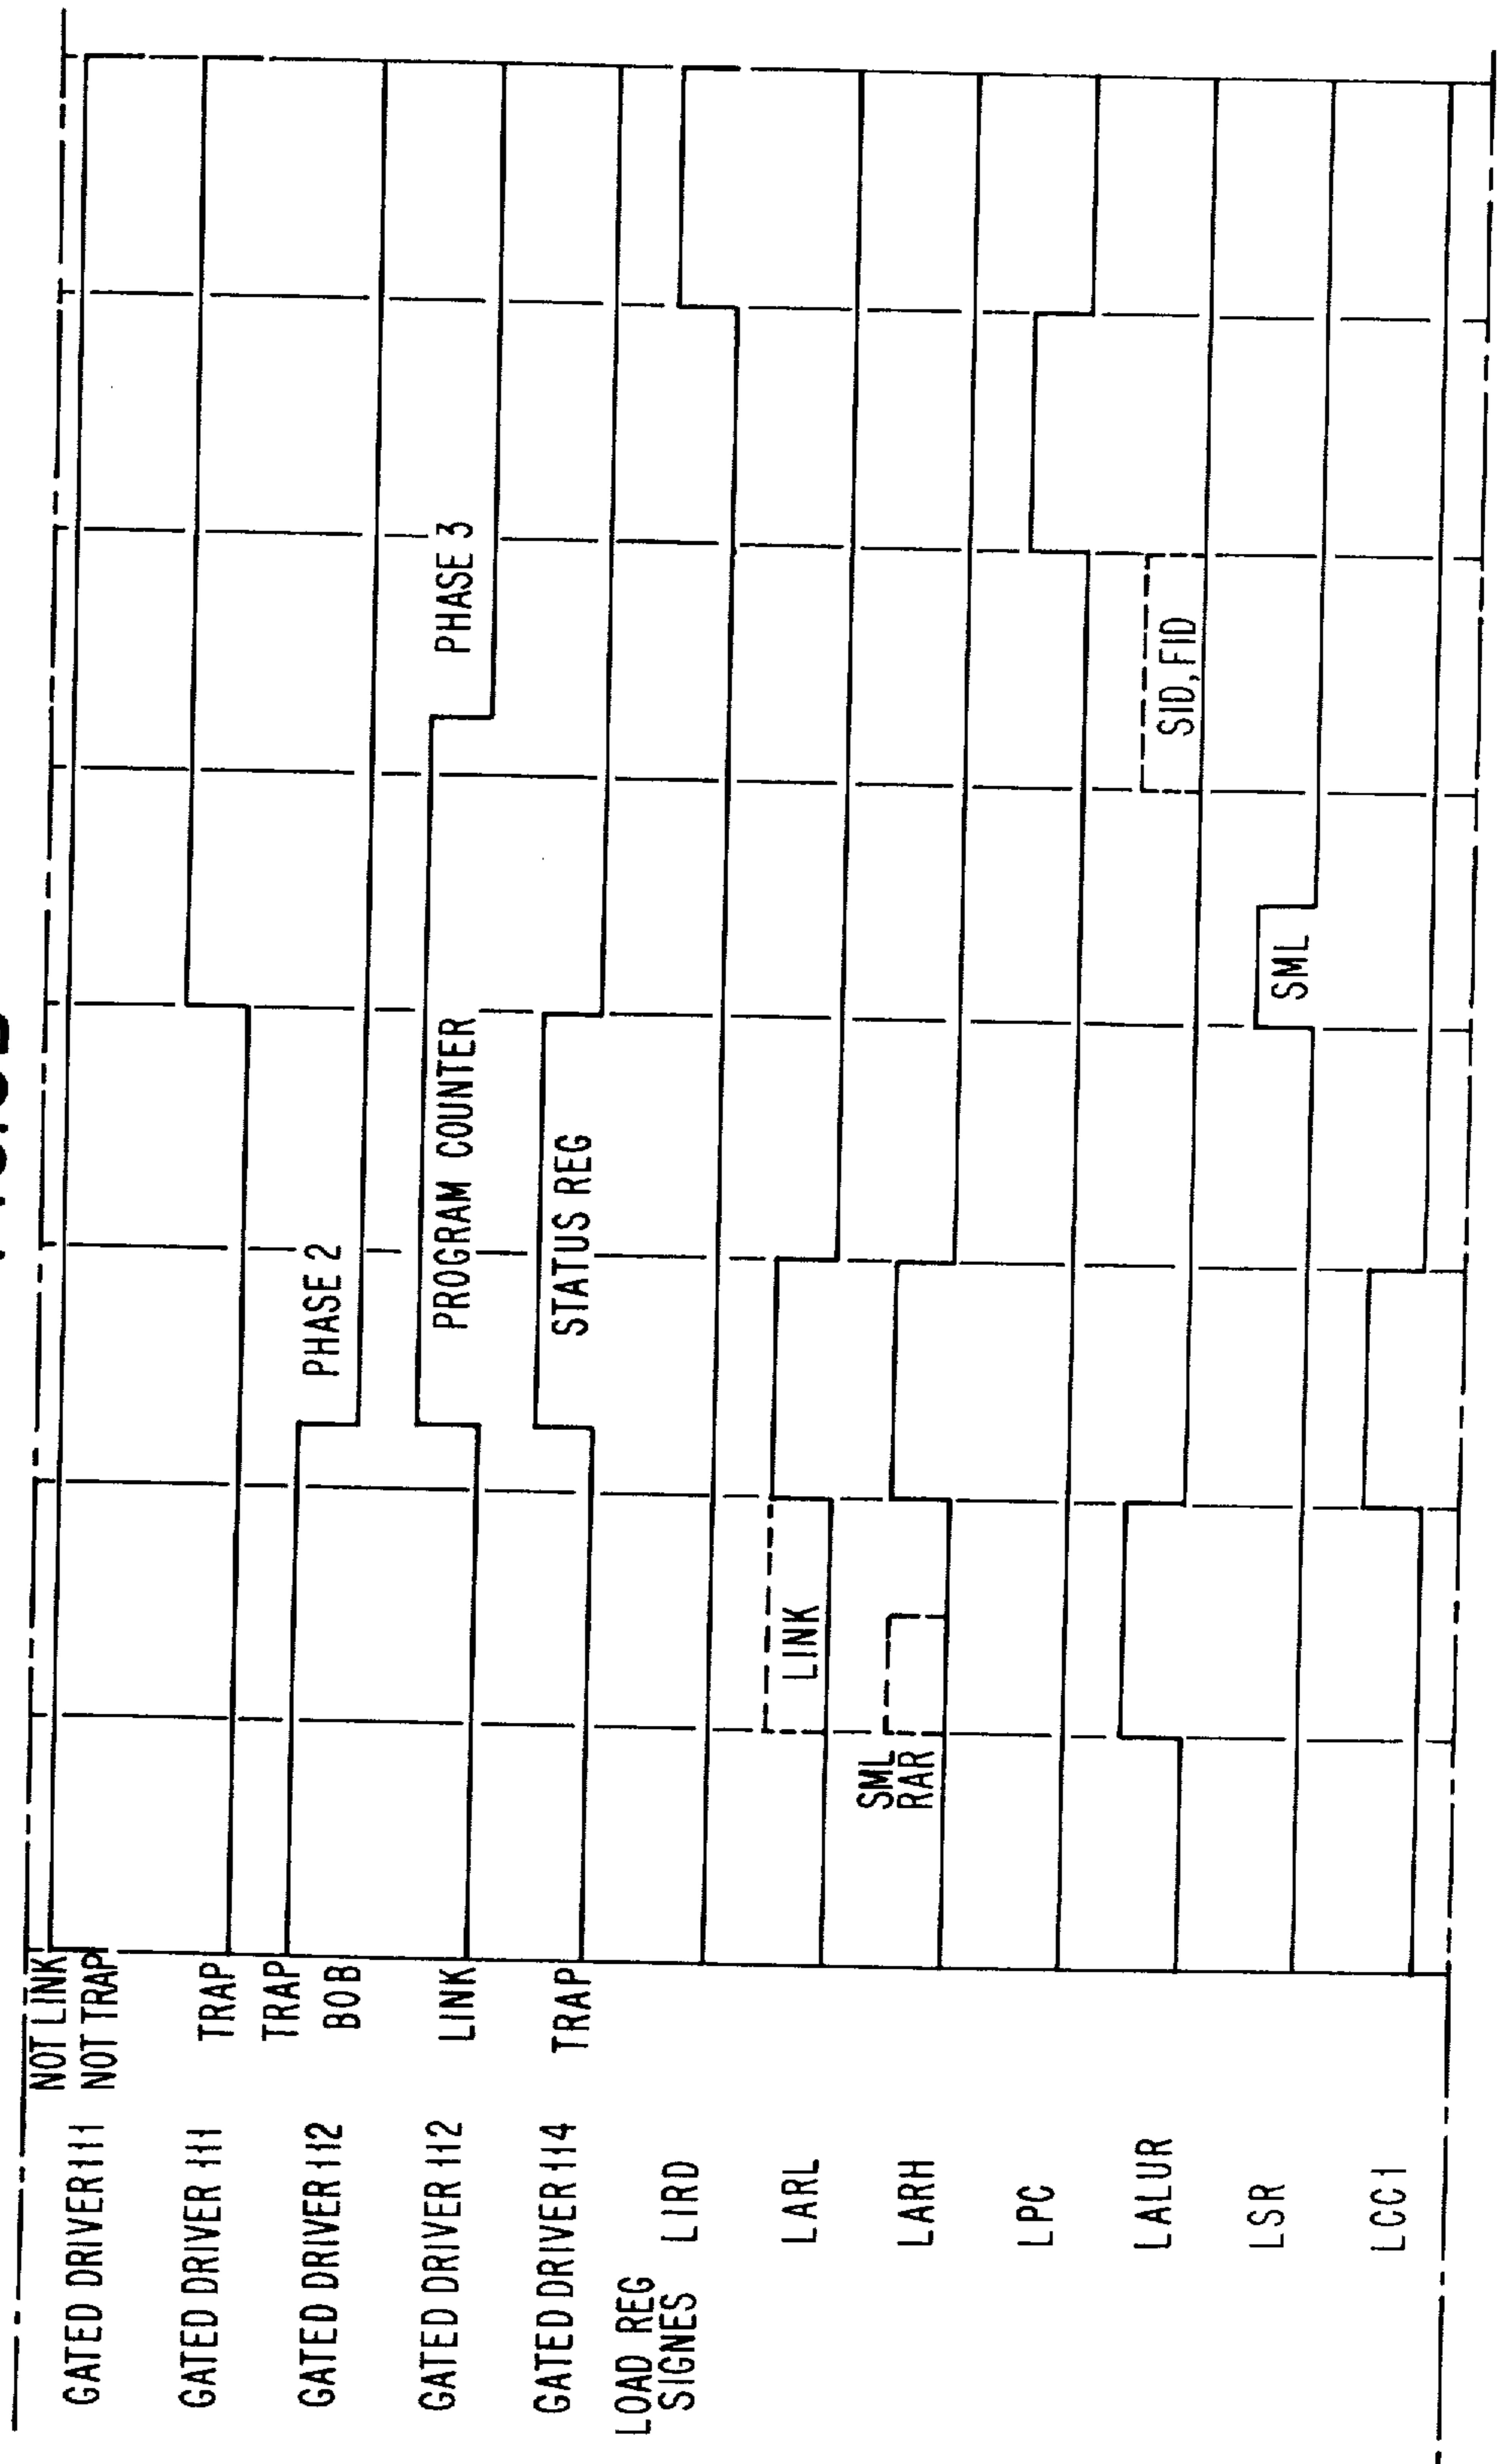 NOT LINK
GATED DRIVER 111 NOT TRAP
GATED DRIVER 111 TRAP
TRAP
GATED DRIVER 112 BOB PHASE 2
GATED DRIVER 112 LINK PROGRAM COUNTER PHASE 3
GATED DRIVER 114 TRAP STATUS REG
LOAD REG
SIGNES LIRD
LARL LINK
SML
LARH RAR
LPC
LALUR SID,FID
LSR SML
LCC1